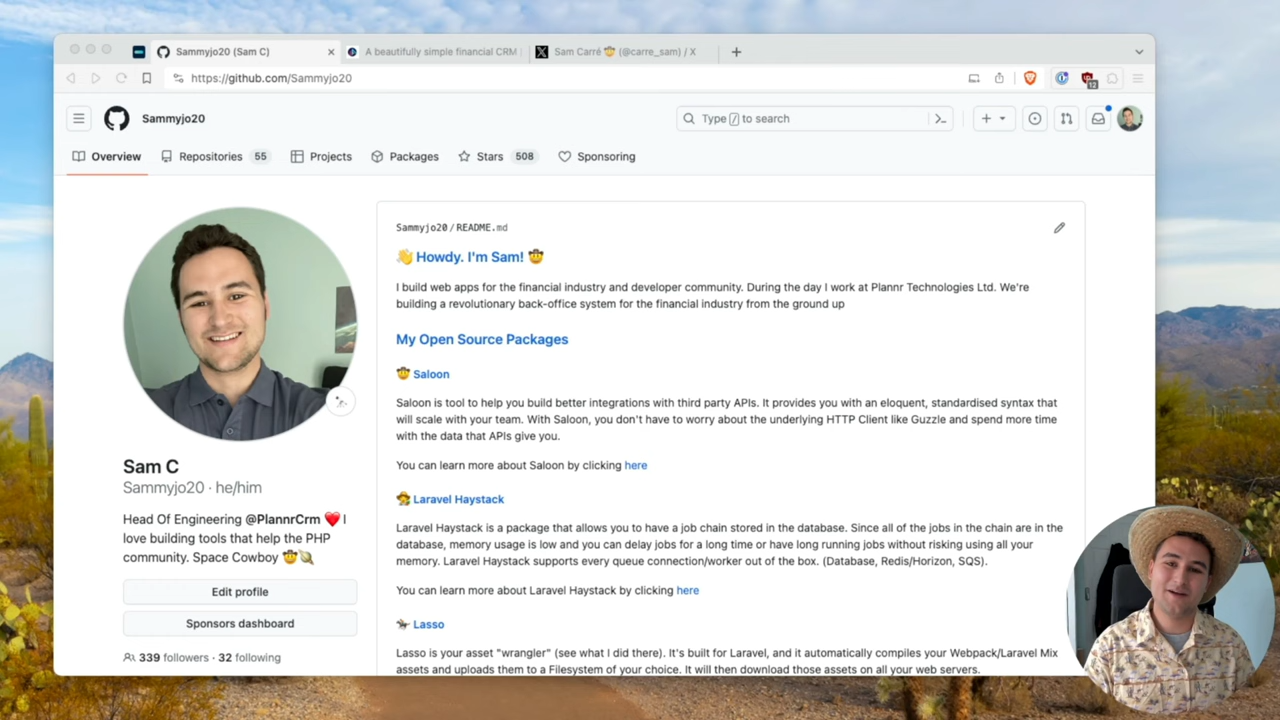 Sammyjo20 (Sam C)
A beautifully simple financial CRM
Sam Carré 🤠 (@carre_sam) / X
https://github.com/Sammyjo20
12
Sammyjo20
Type / to search
Overview
Repositories 55
Projects
Packages
Stars 508
Sponsoring
Sammyjo20/README.md
👋 Howdy. I'm Sam! 🤠
I build web apps for the financial industry and developer community. During the day I work at Plannr Technologies Ltd. We're
building a revolutionary back-office system for the financial industry from the ground up
My Open Source Packages
🤠 Saloon
Saloon is tool to help you build better integrations with third party APIs. It provides you with an eloquent, standardised syntax that
will scale with your team. With Saloon, you don't have to worry about the underlying HTTP Client like Guzzle and spend more time
with the data that APIs give you.
You can learn more about Saloon by clicking here
Laravel Haystack
Laravel Haystack is a package that allows you to have a job chain stored in the database. Since all of the jobs in the chain are in the
database, memory usage is low and you can delay jobs for a long time or have long running jobs without risking using all your
memory. Laravel Haystack supports every queue connection/worker out of the box. (Database, Redis/Horizon, SQS).
You can learn more about Laravel Haystack by clicking here
Lasso
Lasso is your asset "wrangler" (see what I did there). It's built for Laravel, and it automatically compiles your Webpack/Laravel Mix
assets and uploads them to a Filesystem of your choice. It will then download those assets on all your web servers.
Sam C
Sammyjo20 · he/him
Head Of Engineering @PlannrCrm ❤️ I
love building tools that help the PHP
community. Space Cowboy 🤠🪐
Edit profile
Sponsors dashboard
339 followers · 32 following